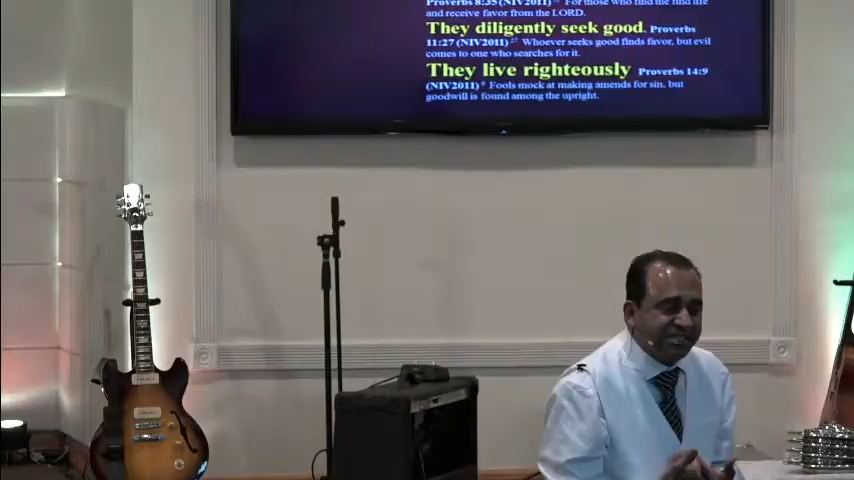 Proverbs 8:35 (NIV2011) 35 For those who find me find life
and receive favor from the LORD.
They diligently seek good. Proverbs
11:27 (NIV2011) 27 Whoever seeks good finds favor, but evil
comes to one who searches for it.
They live righteously Proverbs 14:9
(NIV2011) 9 Fools mock at making amends for sin, but
goodwill is found among the upright.